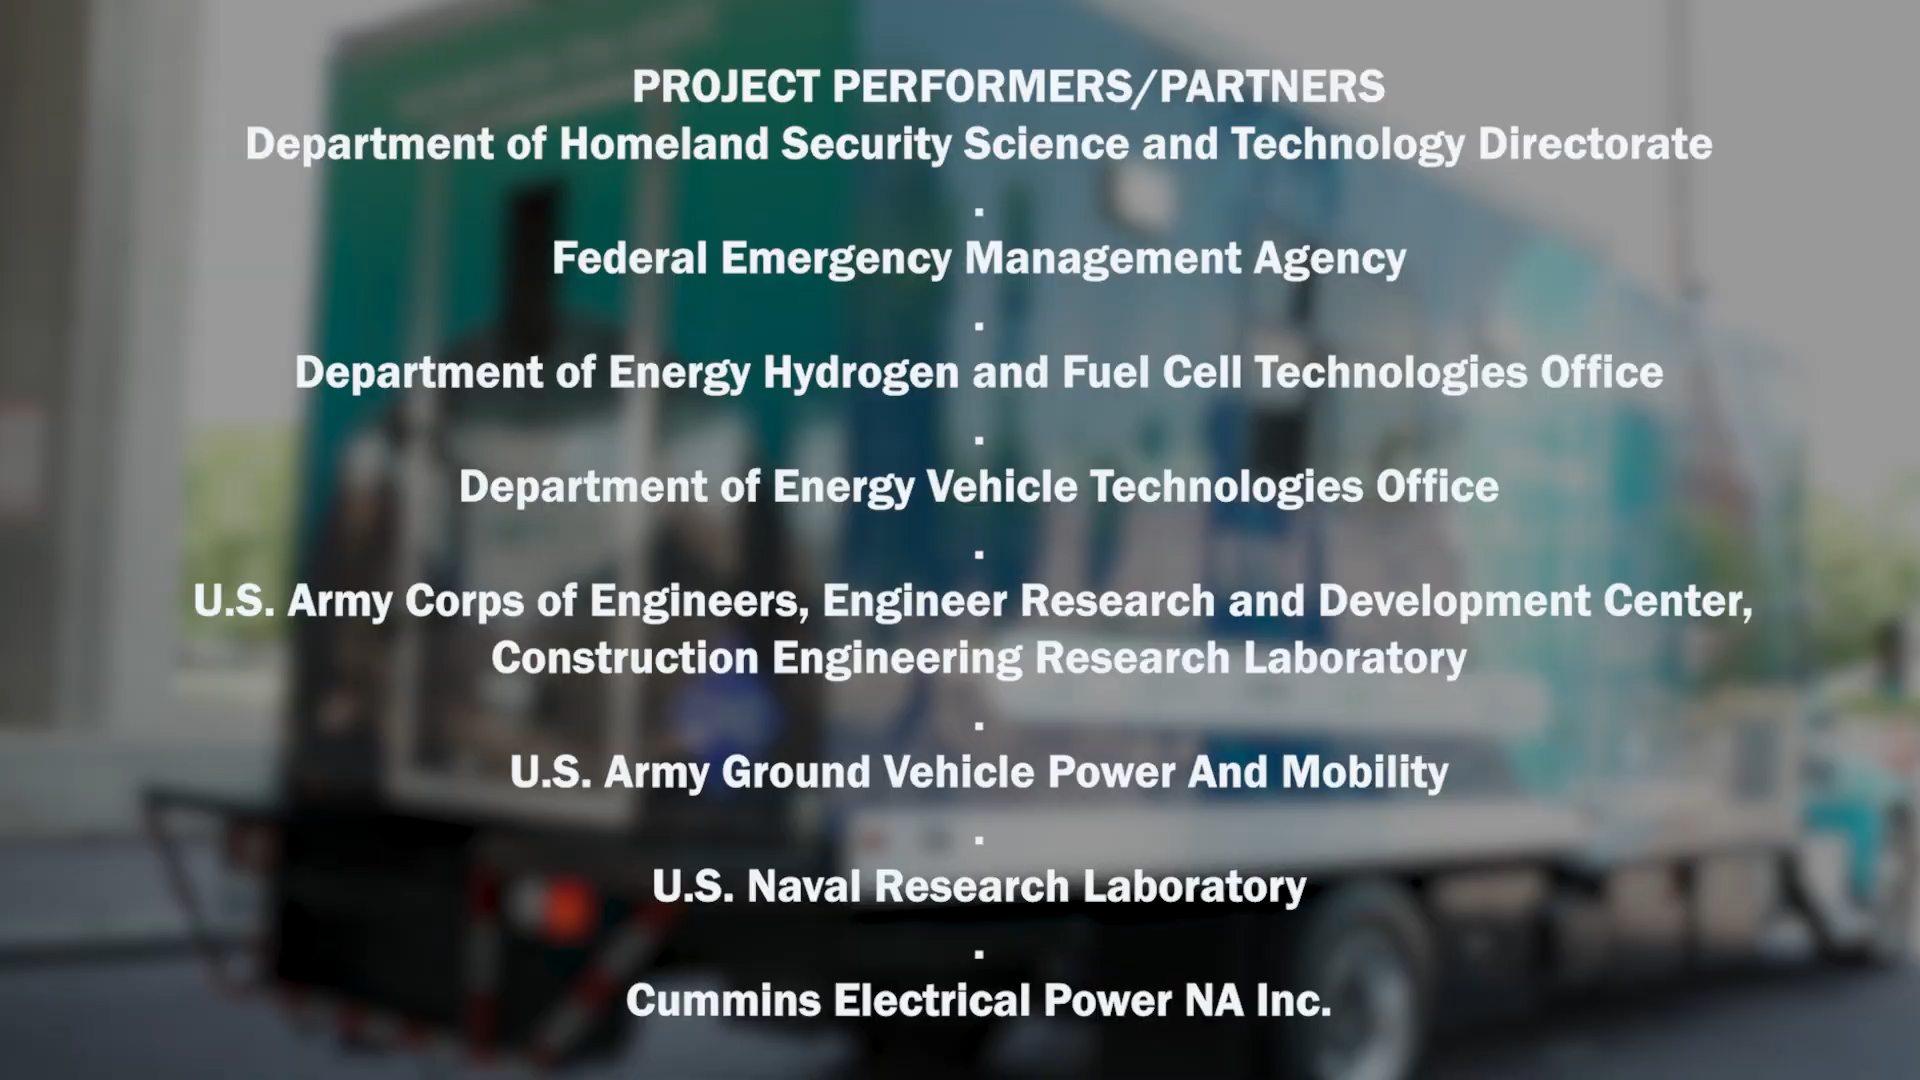 PROJECT PERFORMERS/PARTNERS
Department of Homeland Security Science and Technology Directorate
.
Federal Emergency Management Agency
.
Department of Energy Hydrogen and Fuel Cell Technologies Office
.
Department of Energy Vehicle Technologies Office
.
U.S. Army Corps of Engineers, Engineer Research and Development Center,
Construction Engineering Research Laboratory
.
U.S. Army Ground Vehicle Power And Mobility
.
U.S. Naval Research Laboratory
.
Cummins Electrical Power NA Inc.